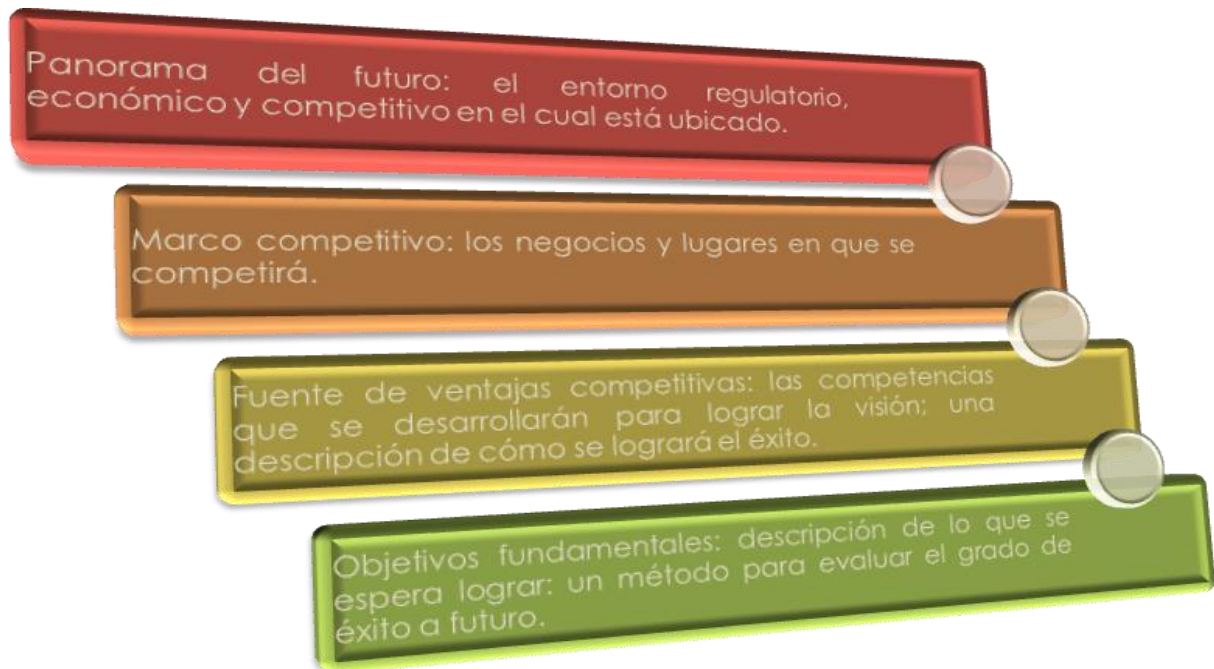 Panorama del futuro: el entorno regulatorio,
económico y competitivo en el cual está ubicado.
Marco competitivo: los negocios y lugares en que se
competirá.
Fuente de ventajas competitivas: las competencias
que se desarrollarán para lograr la visión; una
descripción de cómo se logrará el éxito.
Objetivos fundamentales: descripción de lo que se
espera lograr: un método para evaluar el grado de
éxito a futuro.